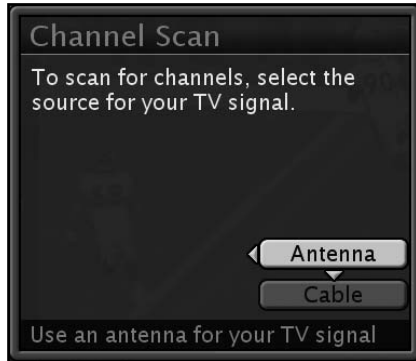 Channel Scan
To scan for channels, select the
source for your TV signal.
Antenna
Cable
Use an antenna for your TV signal